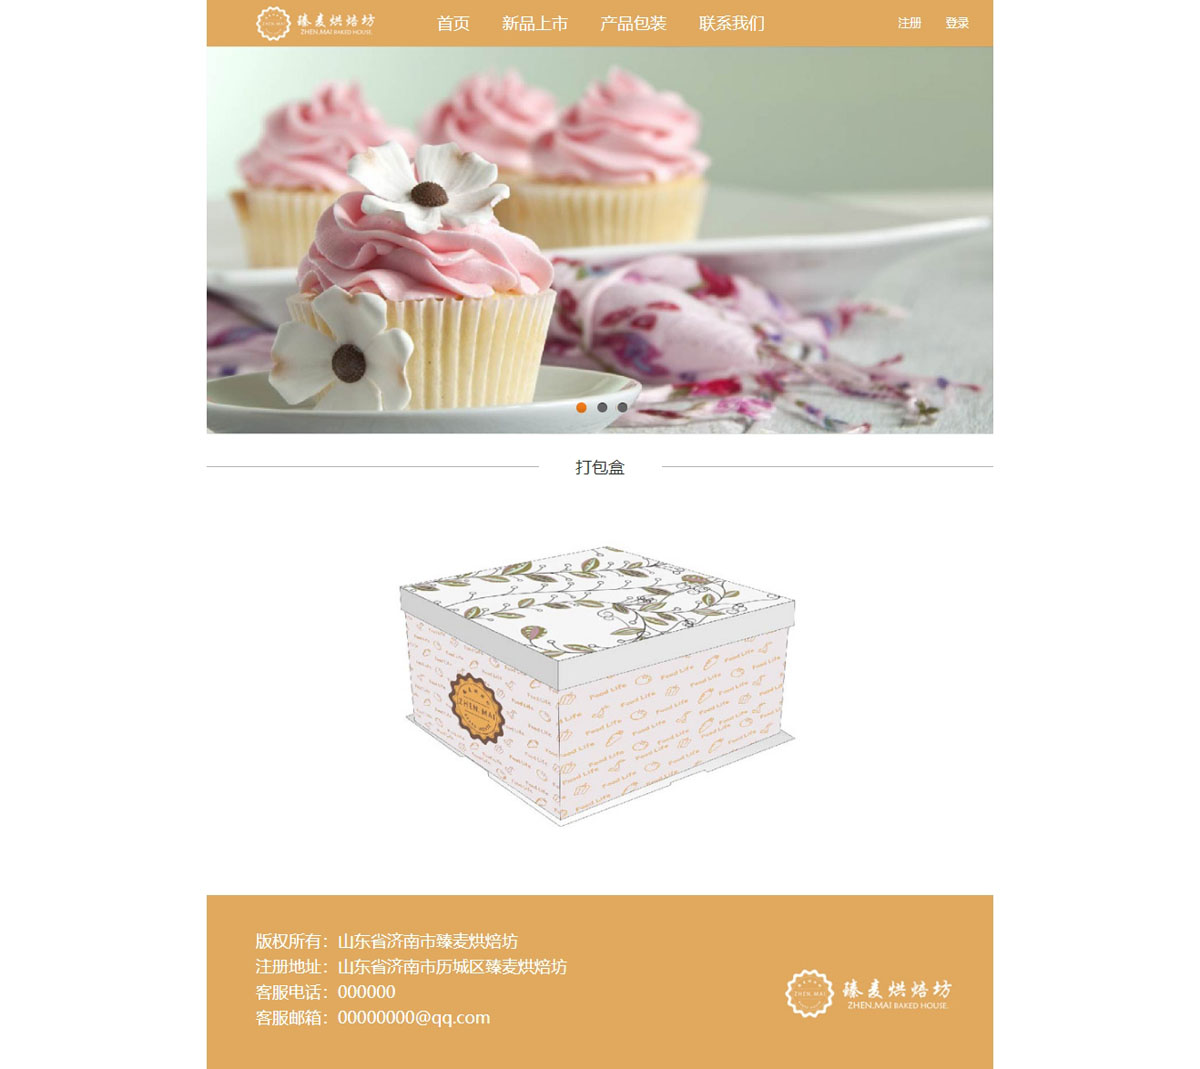 臻麦烘焙坊
ZHEN MAI
ZHEN.MAI BAKED HOUSE
首页 新品上市 产品包装 联系我们 注册 登录
打包盒
Food Life
ZHEN MAI
版权所有：山东省济南市臻麦烘焙坊
注册地址：山东省济南市历城区臻麦烘焙坊
客服电话：000000
客服邮箱：00000000@qq.com
ZHEN MAI
臻麦烘焙坊
ZHEN.MAI BAKED HOUSE.